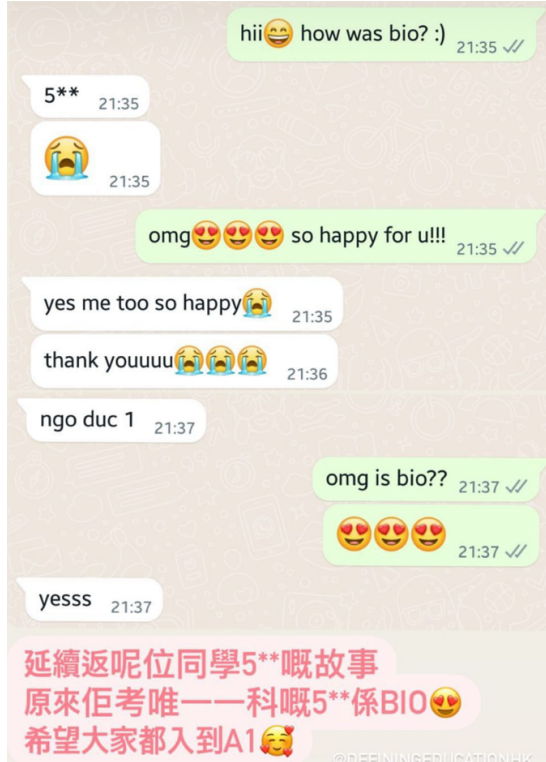 hii😄 how was bio? :) 21:35
5** 21:35
😭 21:35
omg😍😍😍 so happy for u!!! 21:35
yes me too so happy😭 21:35
thank youuuu😭😭😭 21:36
ngo duc 1 21:37
omg is bio?? 21:37
😍😍😍 21:37
yesss 21:37
延續返呢位同學5**嘅故事
原來佢考唯一一科嘅5**係BIO😍
希望大家都入到A1🥰
@DEFININGEDUCATIONHK